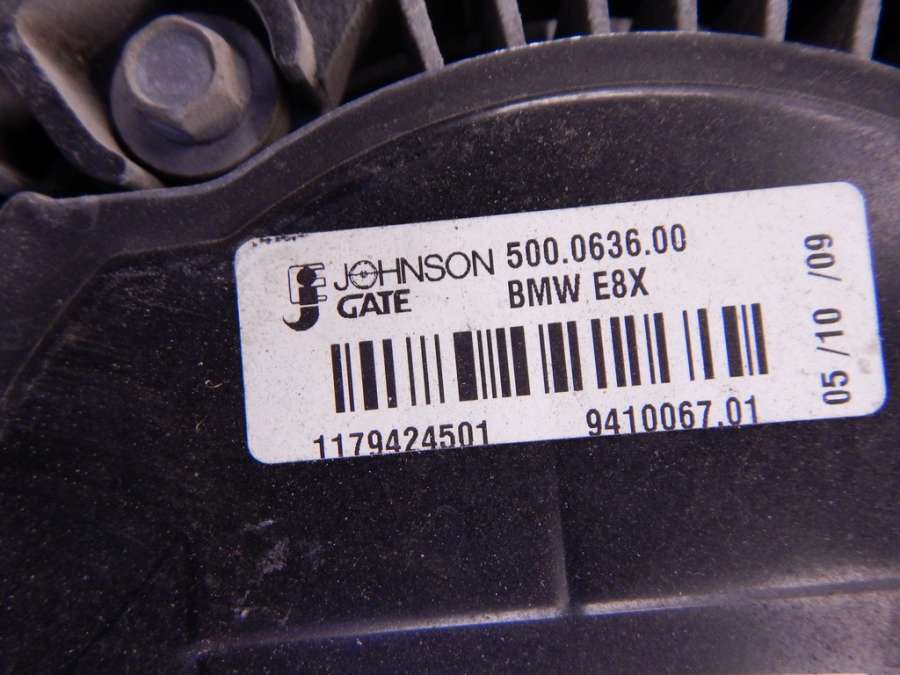 JOHNSON 500.0636.00
GATE BMW E8X
1179424501 9410067.01
05 /10 /09